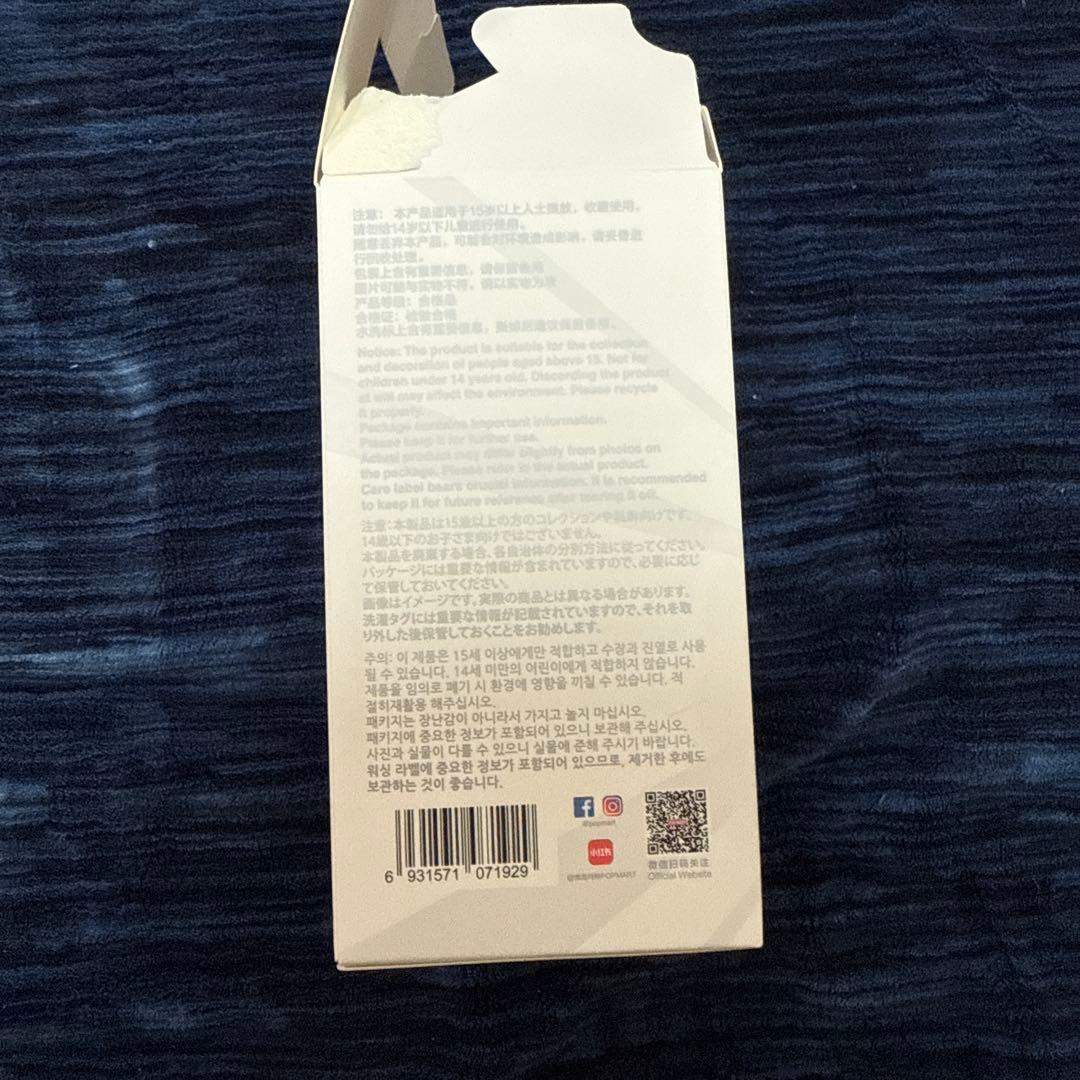 注意： 本产品适用于15岁以上人士摆放、收藏使用。
请勿给14岁以下儿童进行使用。
随意丢弃本产品，可能会对环境造成影响，请妥善进
行回收处理。
包装上含有重要信息，请保留备用
图片可能与实物不符，请以实物为准
产品等级：合格品
合格证：检验合格
水洗标上含有重要信息，撕掉后建议保留备用。
Notice: The product is suitable for the collection
and decoration of people aged above 15. Not for
children under 14 years old. Discarding the product
at will may affect the environment. Please recycle
it properly.
Package contains important information.
Please keep it for further use.
Actual product may differ slightly from photos on
the package. Please refer in the actual product.
Care label bears crucial information. It is recommended
to keep it for future reference after tearing it off.
注意：本製品は15歳以上の方のコレクションや装飾向けです。
14歳以下のお子さま向けではございません。
本製品を廃棄する場合、各自治体の分別方法に従ってください。
パッケージには重要な情報が含まれていますので、必要に応じ
て保管しておいてください。
画像はイメージです。実際の商品とは異なる場合があります。
洗濯タグには重要な情報が記載されていますので、それを取
り外した後保管しておくことをお勧めします。
주의: 이 제품은 15세 이상에게만 적합하고 수장과 진열로 사용
될 수 있습니다. 14세 미만의 어린이에게 적합하지 않습니다.
제품을 임의로 폐기 시 환경에 영향을 끼칠 수 있습니다. 적
절히재활용 해주십시오.
패키지는 장난감이 아니라서 가지고 놀지 마십시오.
패키지에 중요한 정보가 포함되어 있으니 보관해 주십시오.
사진과 실물이 다를 수 있으니 실물에 준해 주시기 바랍니다.
워싱 라벨에 중요한 정보가 포함되어 있으므로, 제거한 후에도
보관하는 것이 좋습니다.
6 931571 071929
@popmart
小红书
@泡泡玛特POPMART
微信扫码关注
Official Website